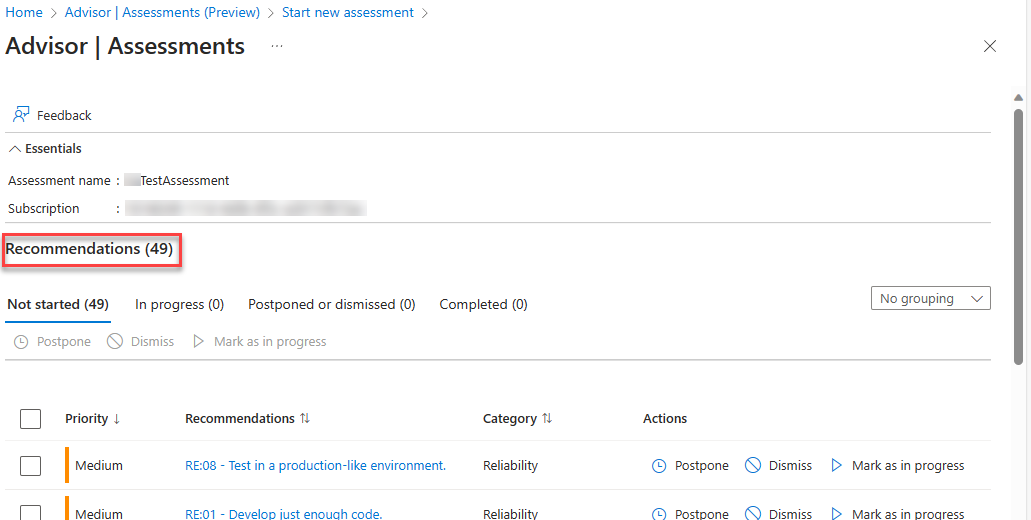 Home > Advisor | Assessments (Preview) > Start new assessment >
Advisor | Assessments ...
Feedback
Essentials
Assessment name : TestAssessment
Subscription :
Recommendations (49)
Not started (49) In progress (0) Postponed or dismissed (0) Completed (0) No grouping
Postpone Dismiss Mark as in progress
Priority ↓ Recommendations ↑↓ Category ↑↓ Actions
Medium RE:08 - Test in a production-like environment. Reliability Postpone Dismiss Mark as in progress
Medium RE:01 - Develop just enough code. Reliability Postpone Dismiss Mark as in progress